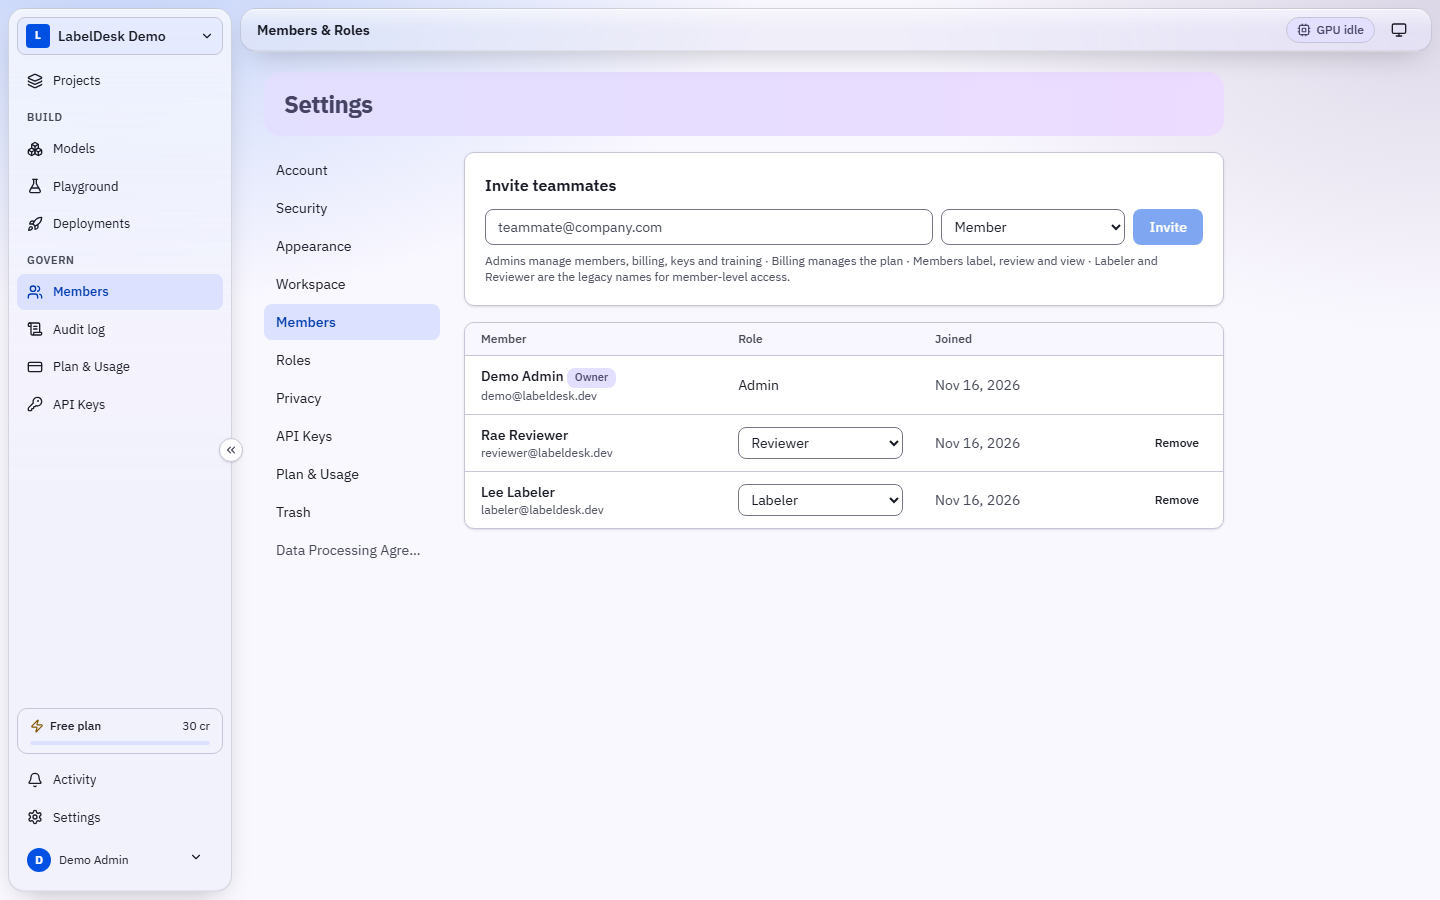 L LabelDesk Demo
Projects
BUILD
Models
Playground
Deployments
GOVERN
Members
Audit log
Plan & Usage
API Keys
Free plan 30 cr
Activity
Settings
D Demo Admin
Members & Roles
GPU idle
Settings
Account
Security
Appearance
Workspace
Members
Roles
Privacy
API Keys
Plan & Usage
Trash
Data Processing Agre...
Invite teammates
teammate@company.com Member Invite
Admins manage members, billing, keys and training · Billing manages the plan · Members label, review and view · Labeler and
Reviewer are the legacy names for member-level access.
Member Role Joined
Demo Admin Owner
demo@labeldesk.dev
Admin Nov 16, 2026
Rae Reviewer
reviewer@labeldesk.dev
Reviewer Nov 16, 2026 Remove
Lee Labeler
labeler@labeldesk.dev
Labeler Nov 16, 2026 Remove